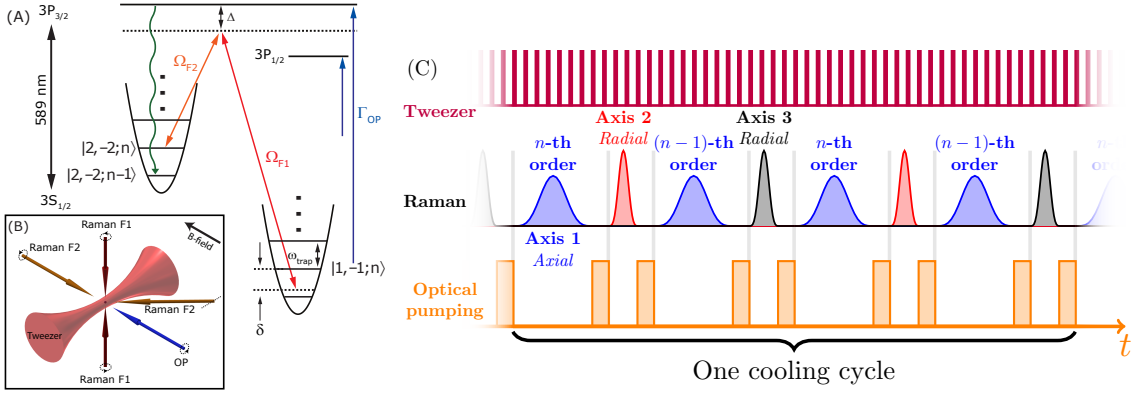 (A)
3P3/2
Δ
3P1/2
589 nm
ΩF2
ΓOP
ΩF1
|2,-2;n⟩
|2,-2;n-1⟩
3S1/2
ωtrap
|1,-1;n⟩
δ
(B)
Raman F1
B-field
Raman F2
Raman F2
Tweezer
OP
Raman F1
(C)
Tweezer
Axis 2
Radial
Axis 3
Radial
n-th
order
(n − 1)-th
order
n-th
order
(n − 1)-th
order
n-th
order
Raman
Axis 1
Axial
Optical
pumping
t
One cooling cycle